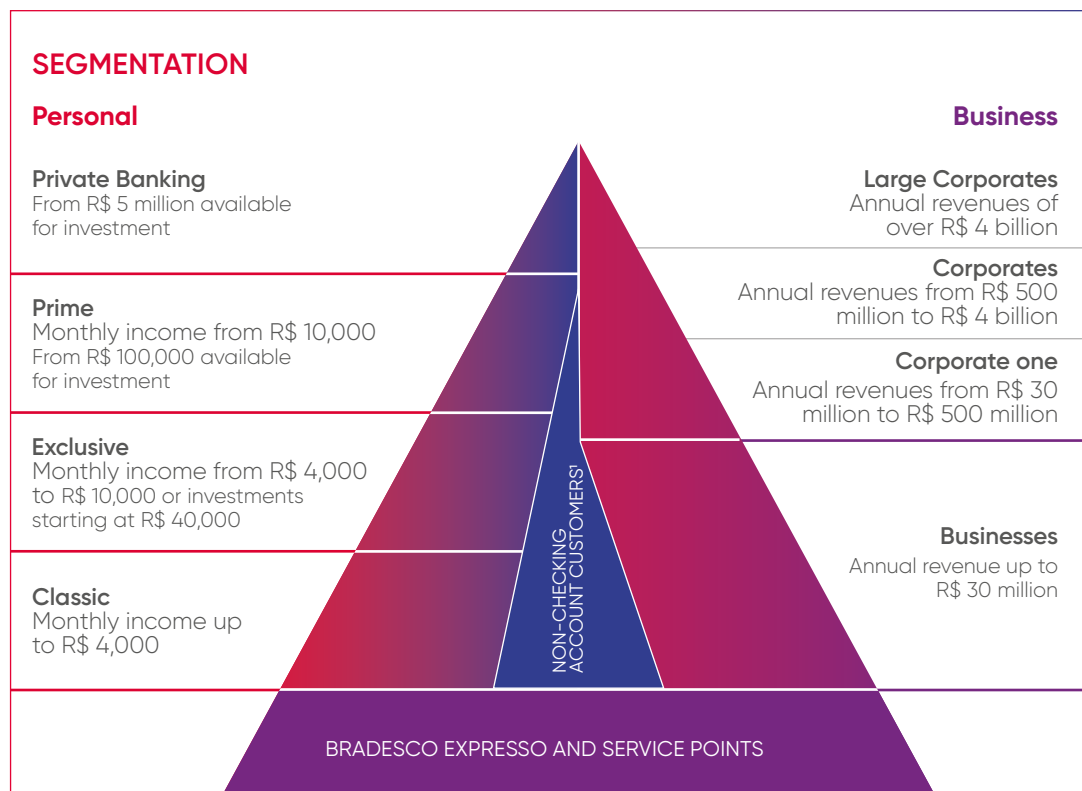 SEGMENTATION
Personal
Private Banking
From R$ 5 million available
for investment
Prime
Monthly income from R$ 10,000
From R$ 100,000 available
for investment
Exclusive
Monthly income from R$ 4,000
to R$ 10,000 or investments
starting at R$ 40,000
Classic
Monthly income up
to R$ 4,000
NON-CHECKING
ACCOUNT CUSTOMERS¹
Business
Large Corporates
Annual revenues of
over R$ 4 billion
Corporates
Annual revenues from R$ 500
million to R$ 4 billion
Corporate one
Annual revenues from R$ 30
million to R$ 500 million
Businesses
Annual revenue up to
R$ 30 million
BRADESCO EXPRESSO AND SERVICE POINTS